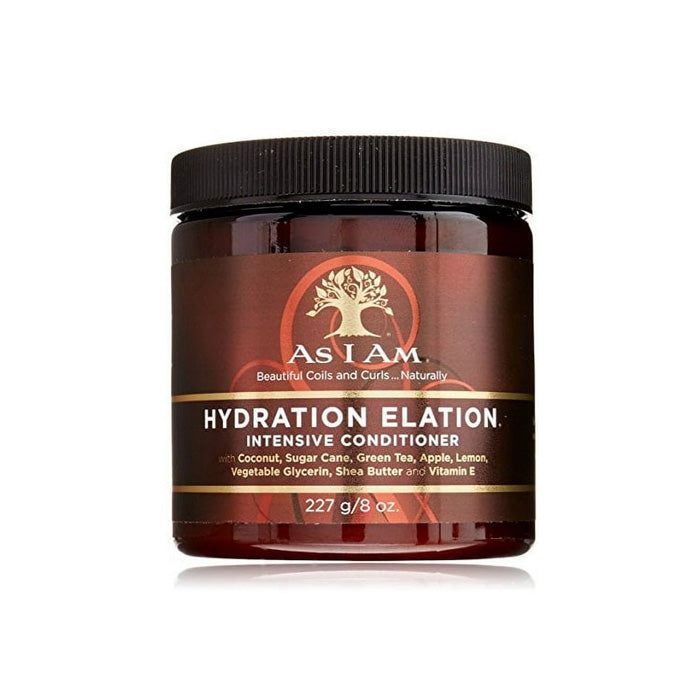 AS I AM
Beautiful Coils and Curls... Naturally
HYDRATION ELATION
INTENSIVE CONDITIONER
with Coconut, Sugar Cane, Green Tea, Apple, Lemon,
Vegetable Glycerin, Shea Butter and Vitamin E
227 g/8 oz.